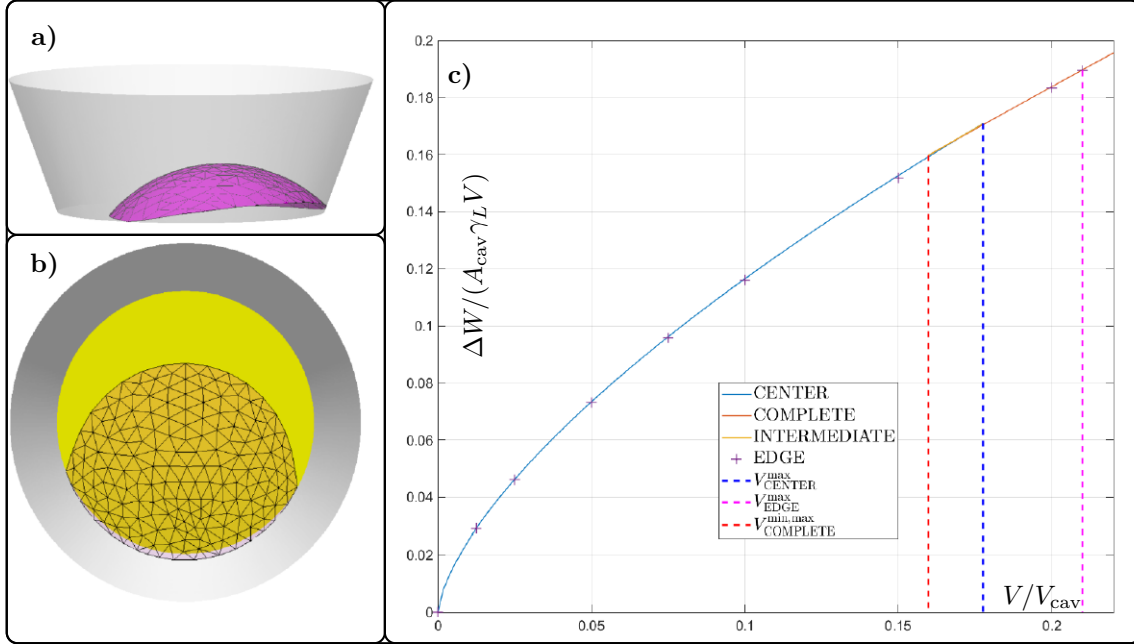 a)
b)
c)
0.2
0.18
0.16
0.14
0.12
0.1
0.08
0.06
0.04
0.02
0
ΔW/(A_cav γ_L V)
CENTER
COMPLETE
INTERMEDIATE
EDGE
V_CENTER^max
V_EDGE^max
V_COMPLETE^min,max
V/V_cav
0 0.05 0.1 0.15 0.2